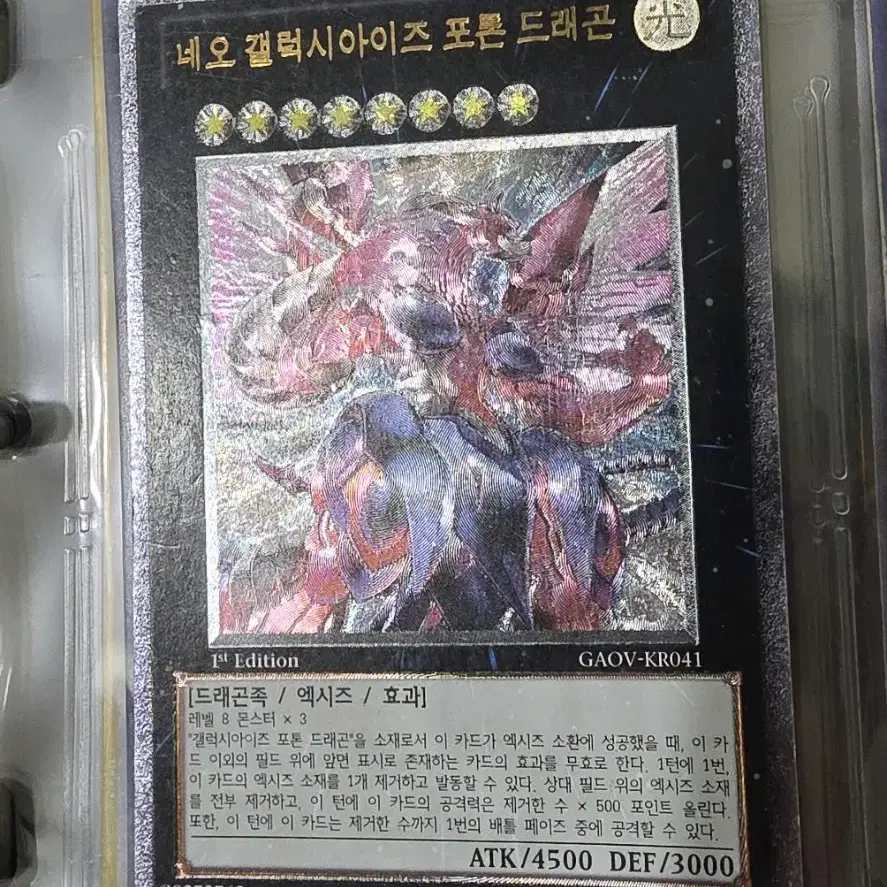 네오 갤럭시아이즈 포톤 드래곤
光
1st Edition
GAOV-KR041
[드래곤족 / 엑시즈 / 효과]
레벨 8 몬스터 × 3
"갤럭시아이즈 포톤 드래곤"을 소재로서 이 카드가 엑시즈 소환에 성공했을 때, 이 카
드 이외의 필드 위에 앞면 표시로 존재하는 카드의 효과를 무효로 한다. 1턴에 1번,
이 카드의 엑시즈 소재를 1개 제거하고 발동할 수 있다. 상대 필드 위의 엑시즈 소재
를 전부 제거하고, 이 턴에 이 카드의 공격력은 제거한 수 × 500 포인트 올린다.
또한, 이 턴에 이 카드는 제거한 수까지 1번의 배틀 페이즈 중에 공격할 수 있다.
ATK/4500 DEF/3000